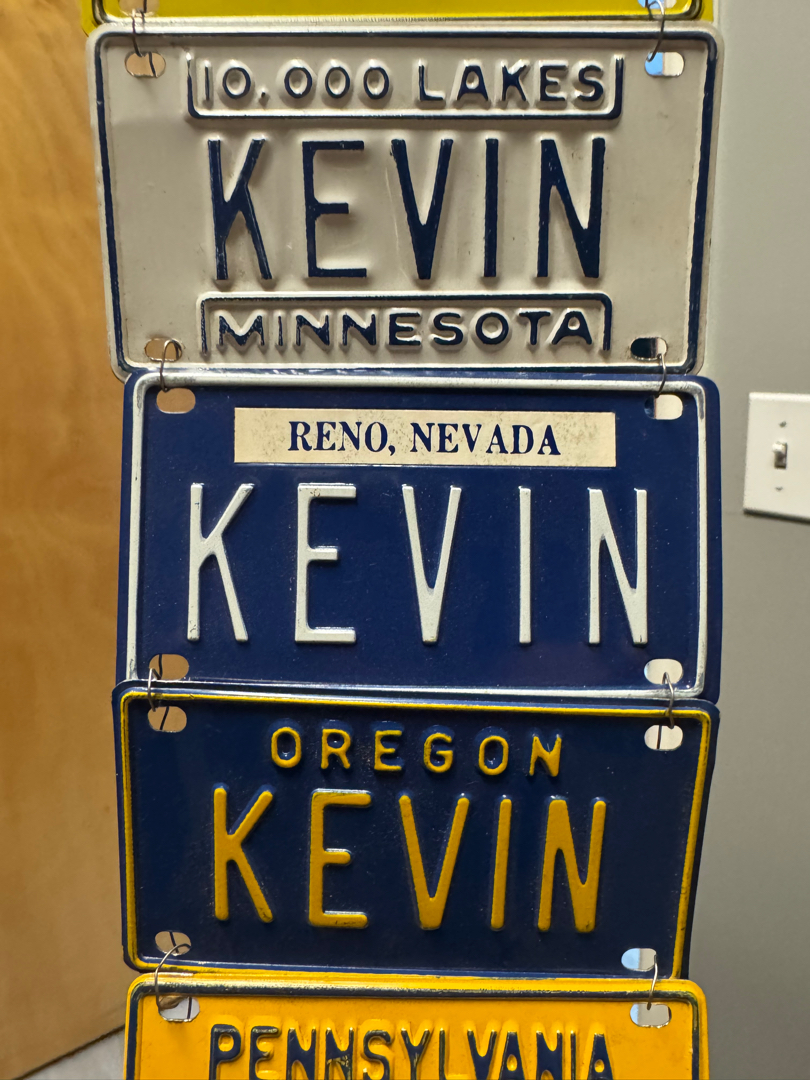 10,000 LAKES
KEVIN
MINNESOTA
RENO, NEVADA
KEVIN
OREGON
KEVIN
PENNSYLVANIA